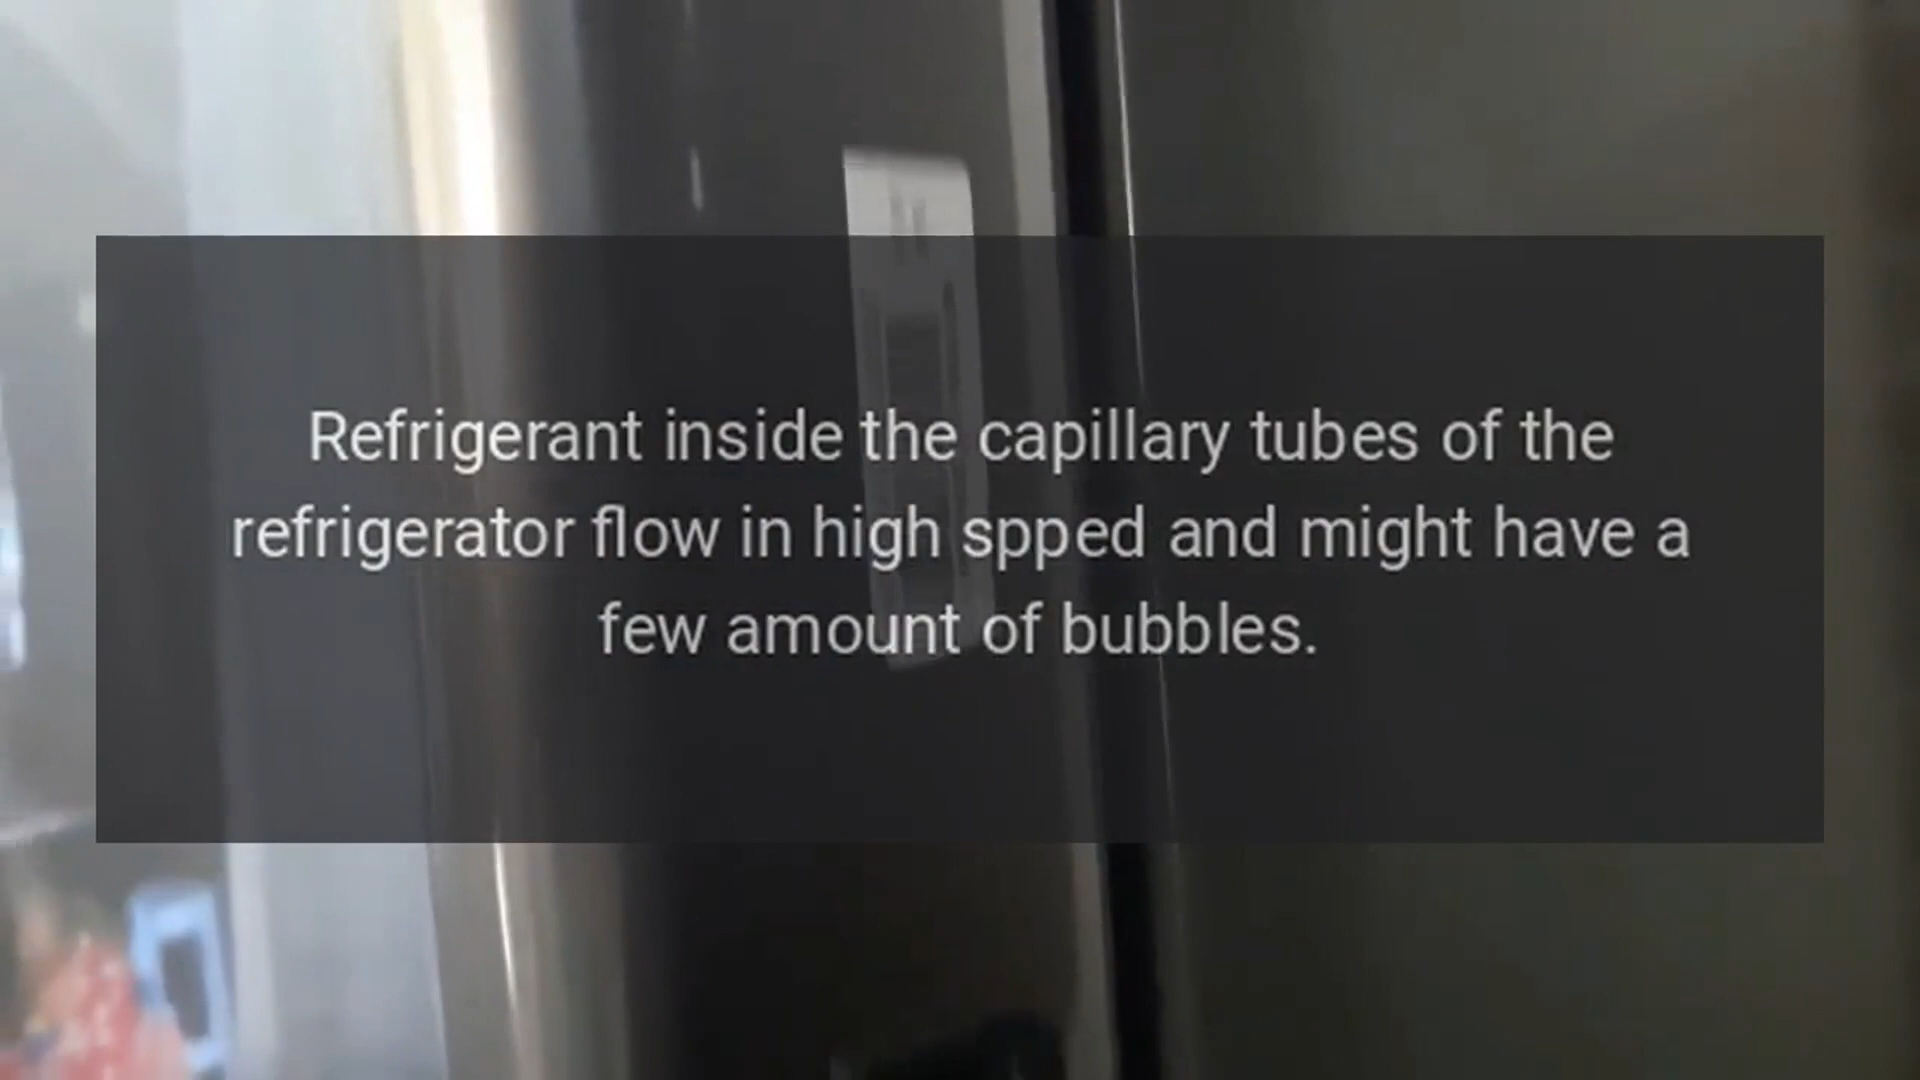 Refrigerant inside the capillary tubes of the
refrigerator flow in high spped and might have a
few amount of bubbles.